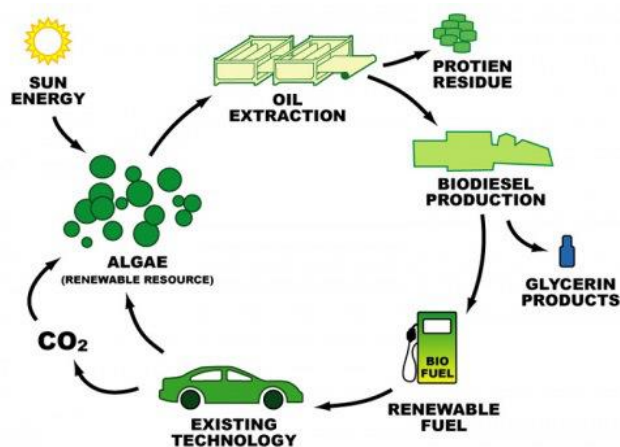 SUN
ENERGY
OIL
EXTRACTION
PROTIEN
RESIDUE
BIODIESEL
PRODUCTION
GLYCERIN
PRODUCTS
BIO
FUEL
RENEWABLE
FUEL
EXISTING
TECHNOLOGY
CO₂
ALGAE
(RENEWABLE RESOURCE)